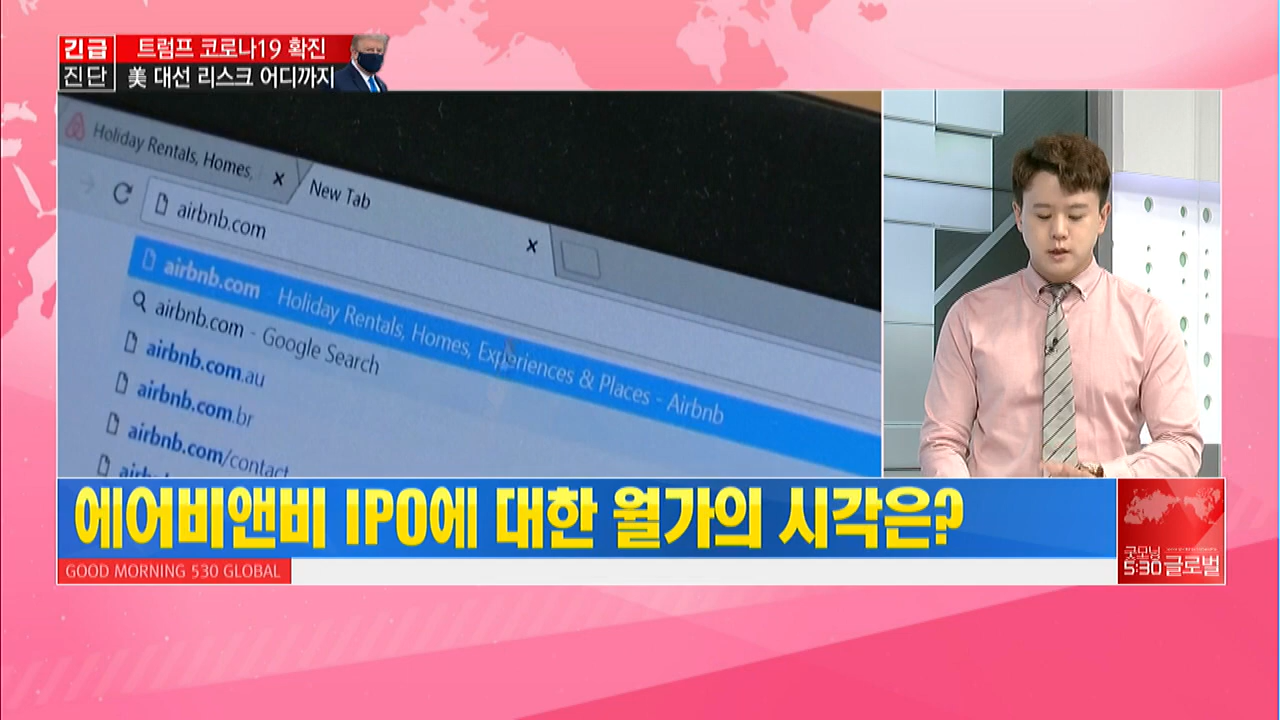 긴급
진단
트럼프 코로나19 확진
美 대선 리스크 어디까지
Holiday Rentals, Homes,
New Tab
airbnb.com
airbnb.com - Holiday Rentals, Homes, Experiences & Places - Airbnb
airbnb.com - Google Search
airbnb.com.au
airbnb.com.br
airbnb.com/contact
에어비앤비 IPO에 대한 월가의 시각은?
GOOD MORNING 530 GLOBAL
굿모닝
5:30 글로벌